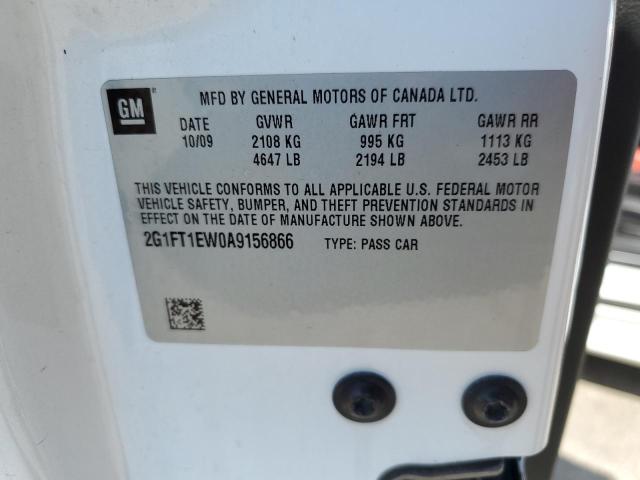 GM
MFD BY GENERAL MOTORS OF CANADA LTD.
DATE GVWR GAWR FRT GAWR RR
10/09 2108 KG 995 KG 1113 KG
4647 LB 2194 LB 2453 LB
THIS VEHICLE CONFORMS TO ALL APPLICABLE U.S. FEDERAL MOTOR
VEHICLE SAFETY, BUMPER, AND THEFT PREVENTION STANDARDS IN
EFFECT ON THE DATE OF MANUFACTURE SHOWN ABOVE.
2G1FT1EW0A9156866 TYPE: PASS CAR